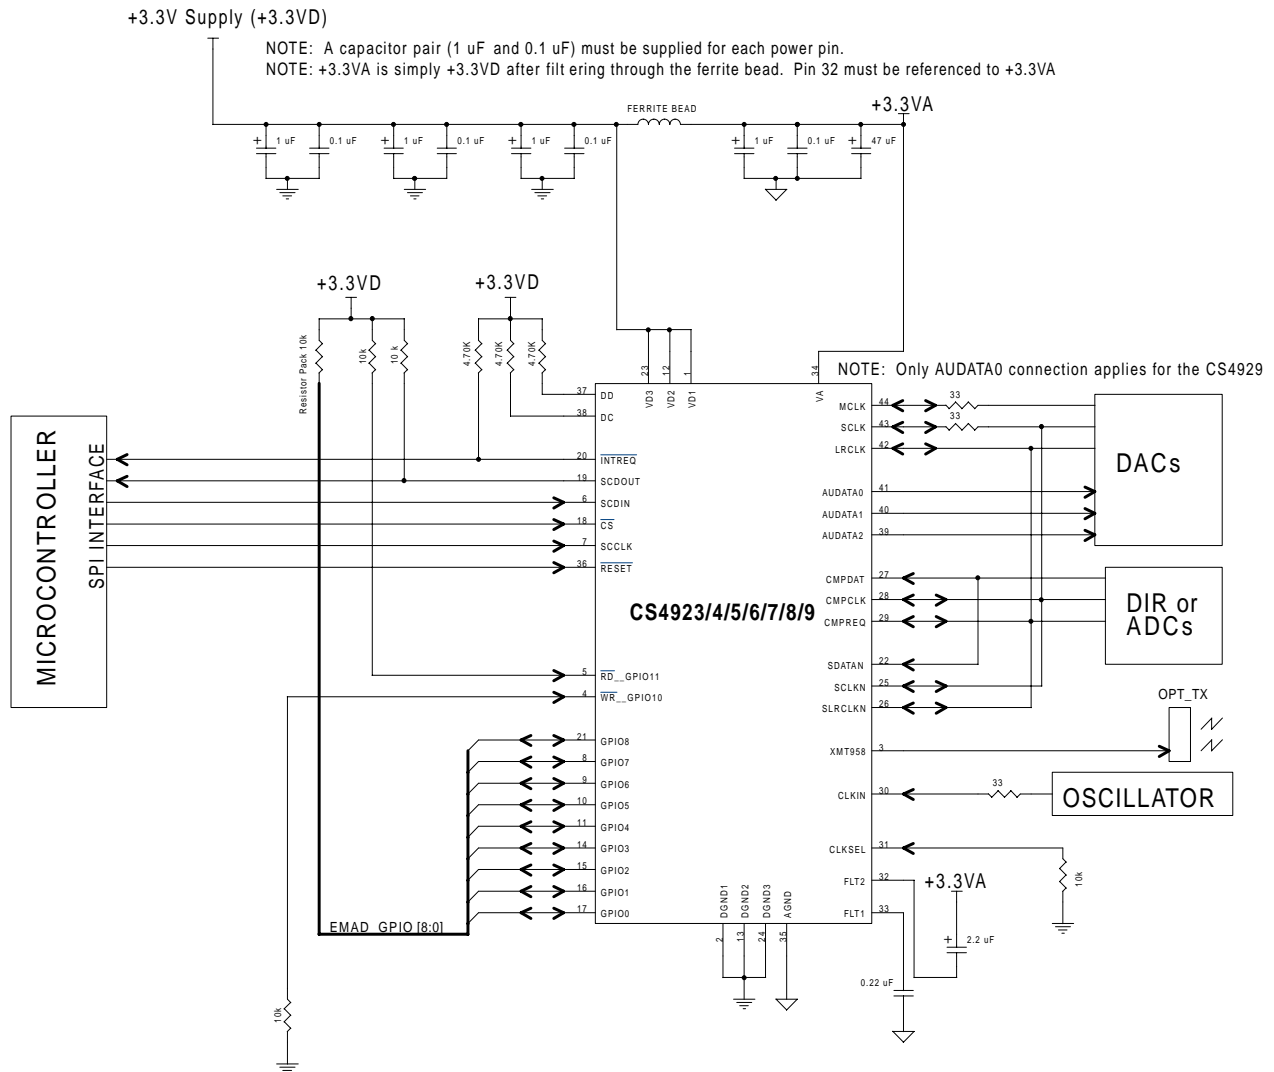 +3.3V Supply (+3.3VD)
NOTE: A capacitor pair (1 uF and 0.1 uF) must be supplied for each power pin.
NOTE: +3.3VA is simply +3.3VD after filt ering through the ferrite bead. Pin 32 must be referenced to +3.3VA
FERRITE BEAD
+3.3VA
+ 1 uF
0.1 uF
+ 1 uF
0.1 uF
+ 1 uF
0.1 uF
+ 1 uF
0.1 uF
+ 47 uF
+3.3VD
+3.3VD
Resistor Pack 10k
10k
10 k
4.70K
4.70K
4.70K
23
12
1
34
VD3
VD2
VD1
VA
NOTE: Only AUDATA0 connection applies for the CS4929
MICROCONTROLLER
SPI INTERFACE
37 DD
38 DC
20 INTREQ
19 SCDOUT
6 SCDIN
18 CS
7 SCCLK
36 RESET
5 RD__GPIO11
4 WR__GPIO10
21 GPIO8
8 GPIO7
9 GPIO6
10 GPIO5
11 GPIO4
14 GPIO3
15 GPIO2
16 GPIO1
17 GPIO0
EMAD_GPIO [8:0]
10k
CS4923/4/5/6/7/8/9
MCLK 44 33
SCLK 43 33
LRCLK 42
AUDATA0 41
AUDATA1 40
AUDATA2 39
DACs
CMPDAT 27
CMPCLK 28
CMPREQ 29
DIR or
ADCs
SDATAN 22
SCLKN 25
SLRCLKN 26
OPT_TX
XMT958 3
CLKIN 30 33
OSCILLATOR
CLKSEL 31
10k
FLT2 32
+3.3VA
FLT1 33
+ 2.2 uF
0.22 uF
DGND1
DGND2
DGND3
AGND
2
13
24
35